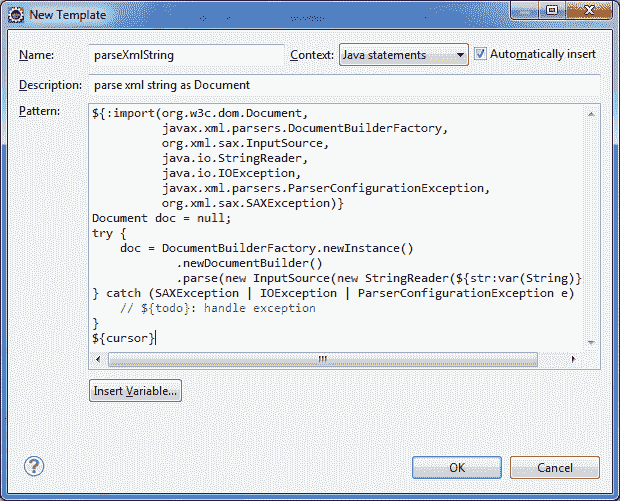 New Template
Name: parseXmlString Context: Java statements Automatically insert
Description: parse xml string as Document
Pattern: ${:import(org.w3c.dom.Document,
javax.xml.parsers.DocumentBuilderFactory,
org.xml.sax.InputSource,
java.io.StringReader,
java.io.IOException,
javax.xml.parsers.ParserConfigurationException,
org.xml.sax.SAXException)}
Document doc = null;
try {
doc = DocumentBuilderFactory.newInstance()
.newDocumentBuilder()
.parse(new InputSource(new StringReader(${str:var(String)}
} catch (SAXException | IOException | ParserConfigurationException e)
// ${todo}: handle exception
}
${cursor}
Insert Variable...
? OK Cancel